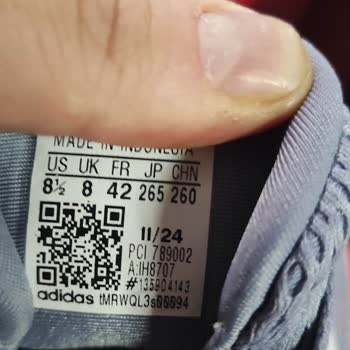 MADE IN INDONESIA
US UK FR JP CHN
8½ 8 42 265 260
11/24
PCI 789002
A:IH8707
#135904143
adidas tMRWQL3s00094